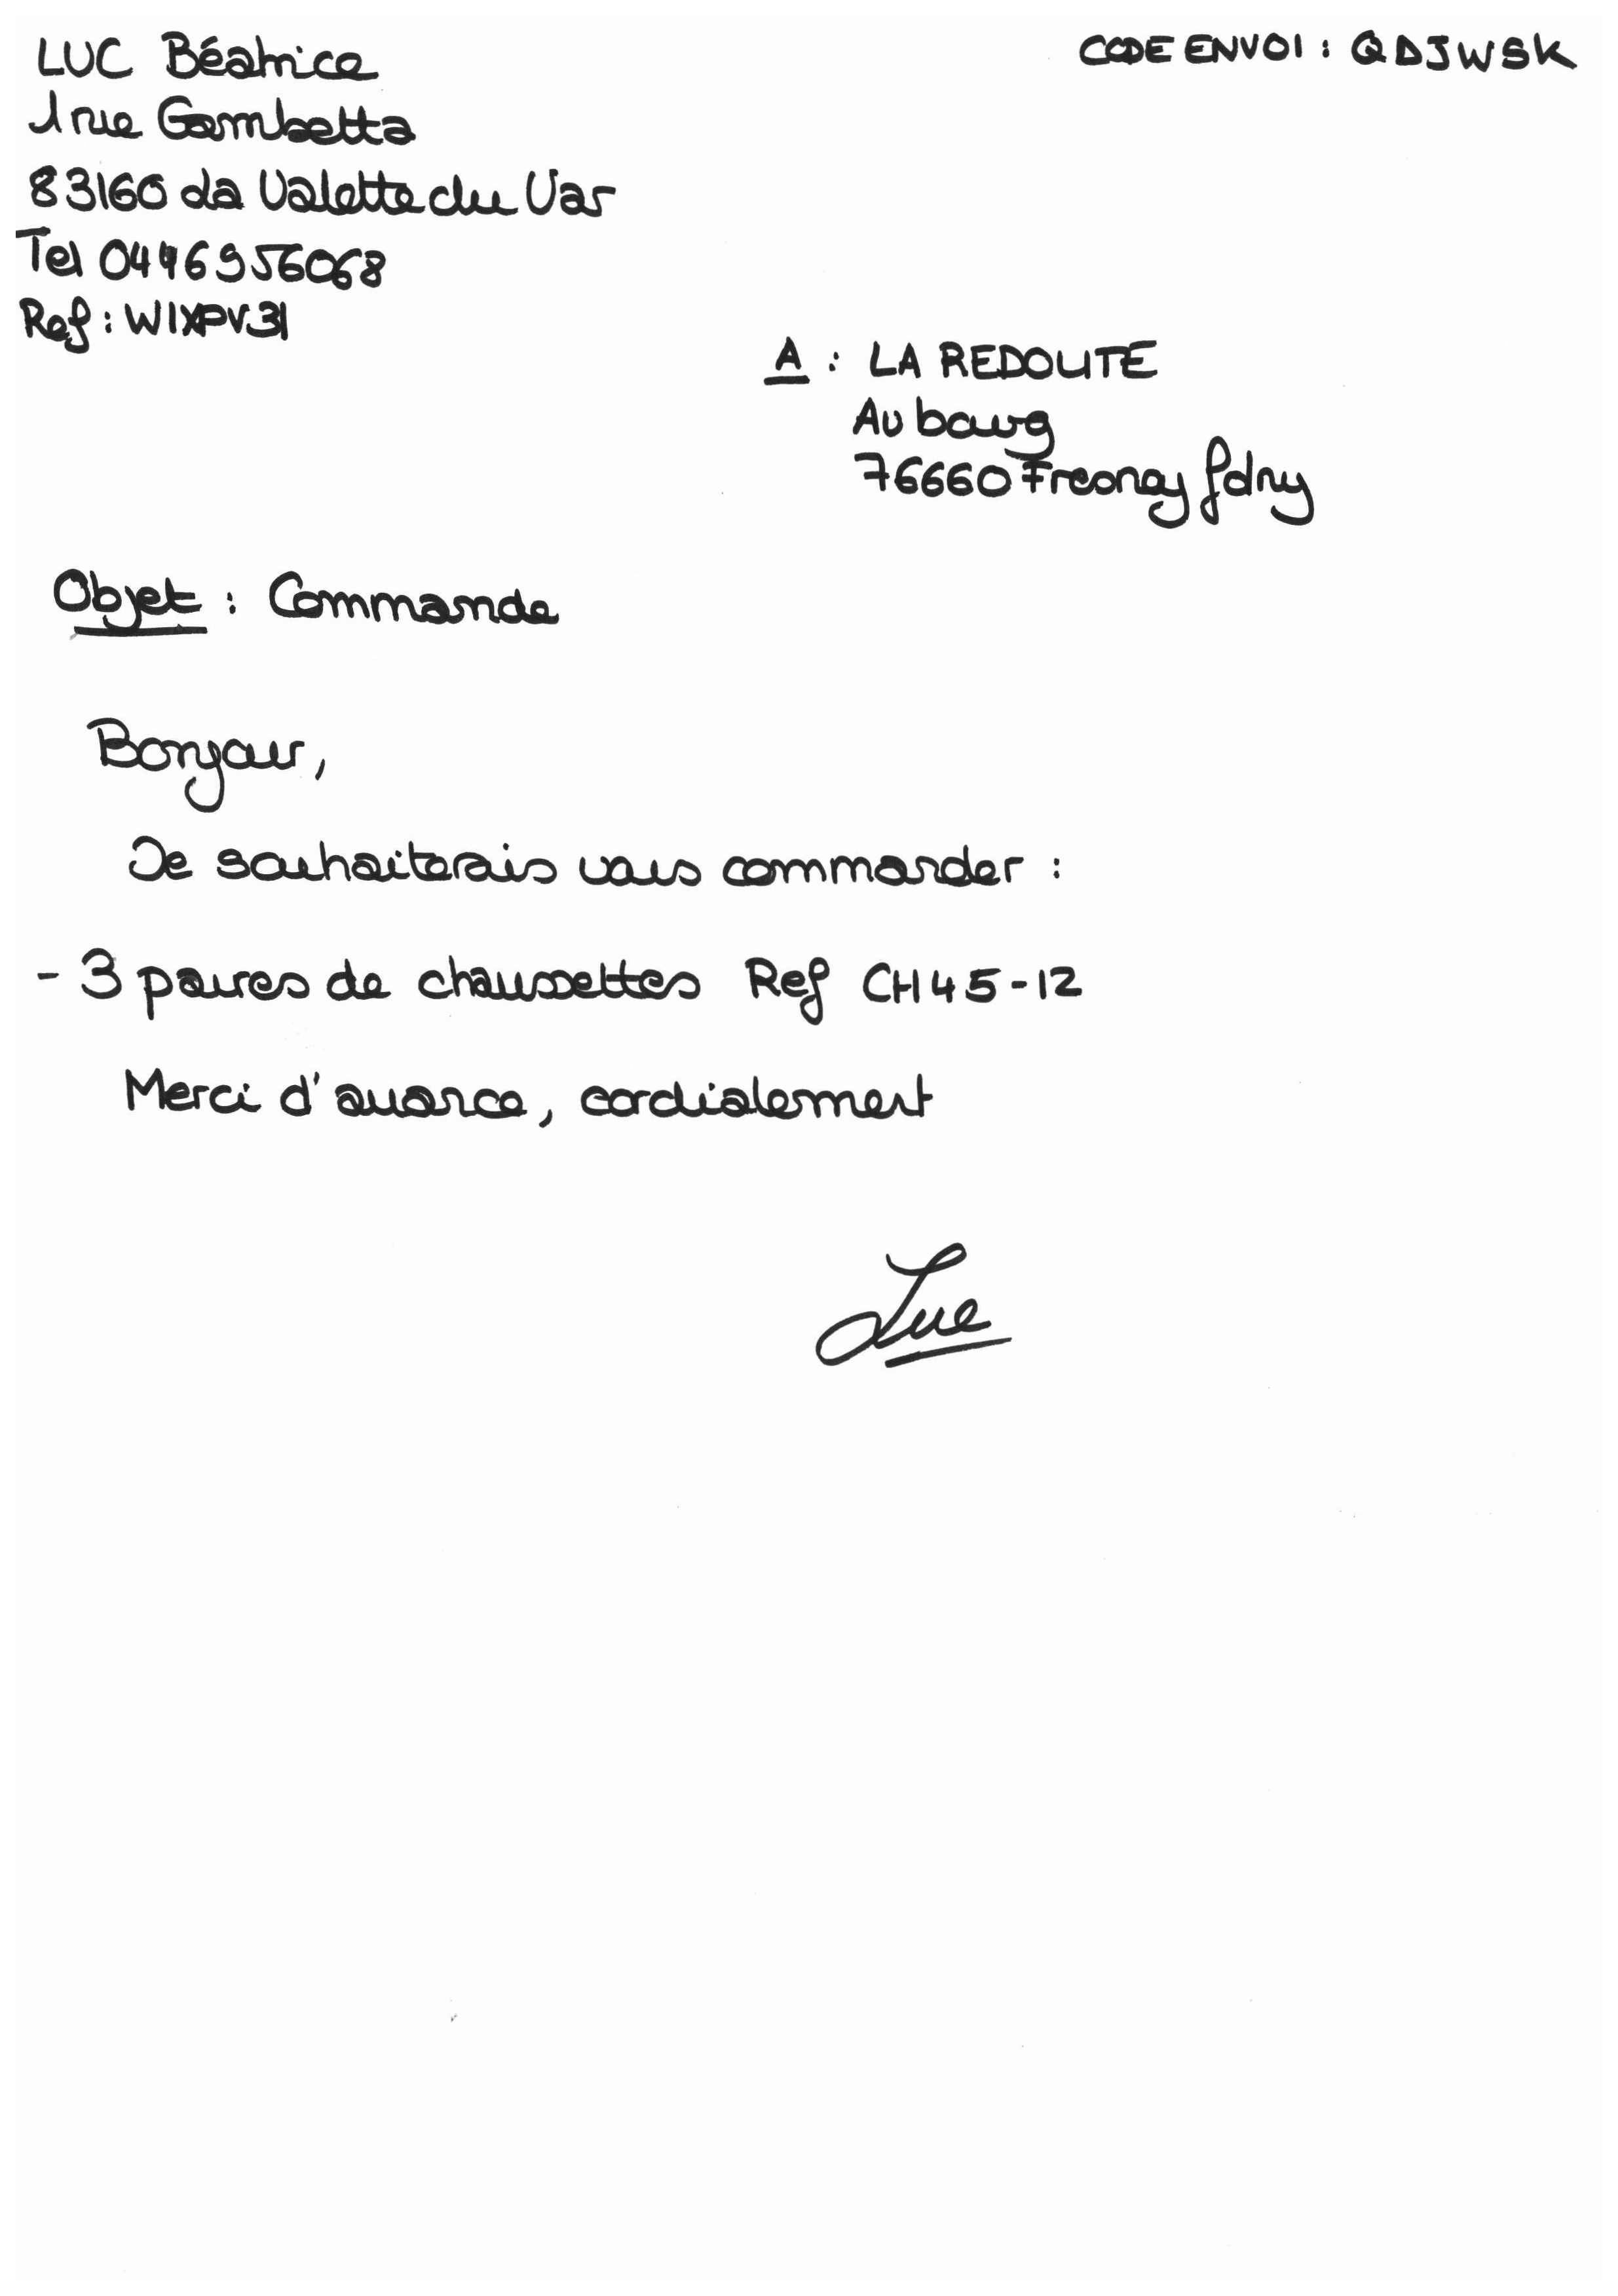 LUC Béatrice
CODE ENVOI : QDJWSK
1 rue Gambetta
83160 La Valette du Var
Tel 0446956068
Ref : WIXPV31
A : LA REDOUTE
Au bourg
76660 Fresnay
Objet : Commande
Bonjour,
Je souhaiterais vous commander :
- 3 paires de chaussettes Ref CH45-12
Merci d'avance, cordialement
Luc